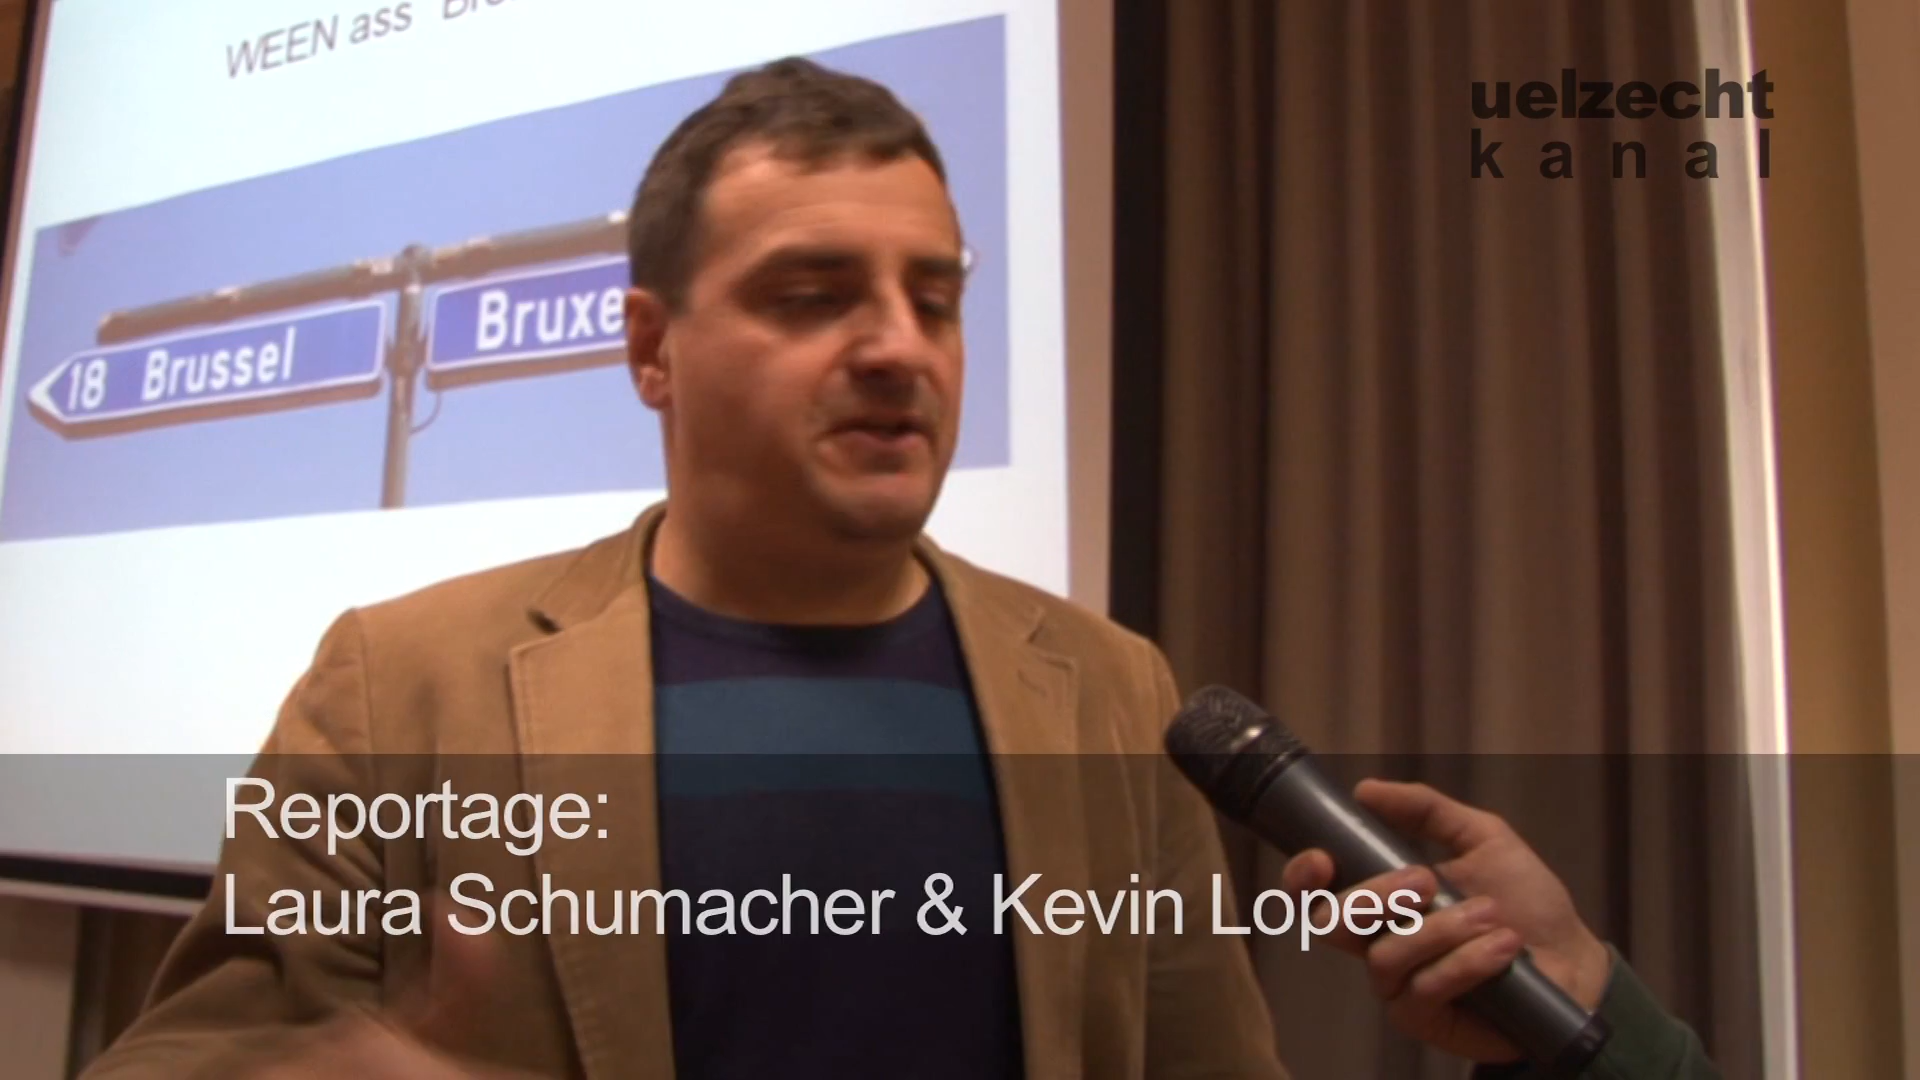 WEEN ass
uelzecht
kanal
18 Brussel
Bruxe
Reportage:
Laura Schumacher & Kevin Lopes